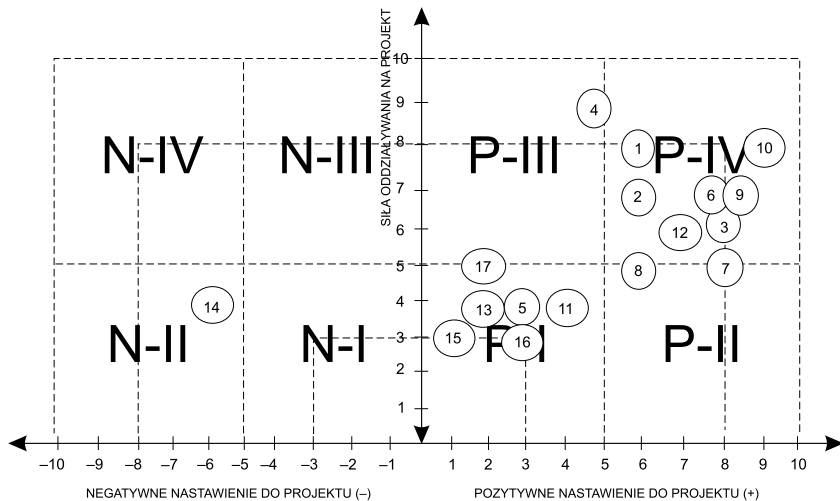 SIŁA ODDZIAŁYWANIA NA PROJEKT
10
9
8
7
6
5
4
3
2
1
4
N-IV N-III P-III P-IV
1 10
2 6 9
12 3
17 8 7
14 13 5 11
15 16
N-II N-I P-I P-II
–10 –9 –8 –7 –6 –5 –4 –3 –2 –1 1 2 3 4 5 6 7 8 9 10
NEGATYWNE NASTAWIENIE DO PROJEKTU (–) POZYTYWNE NASTAWIENIE DO PROJEKTU (+)